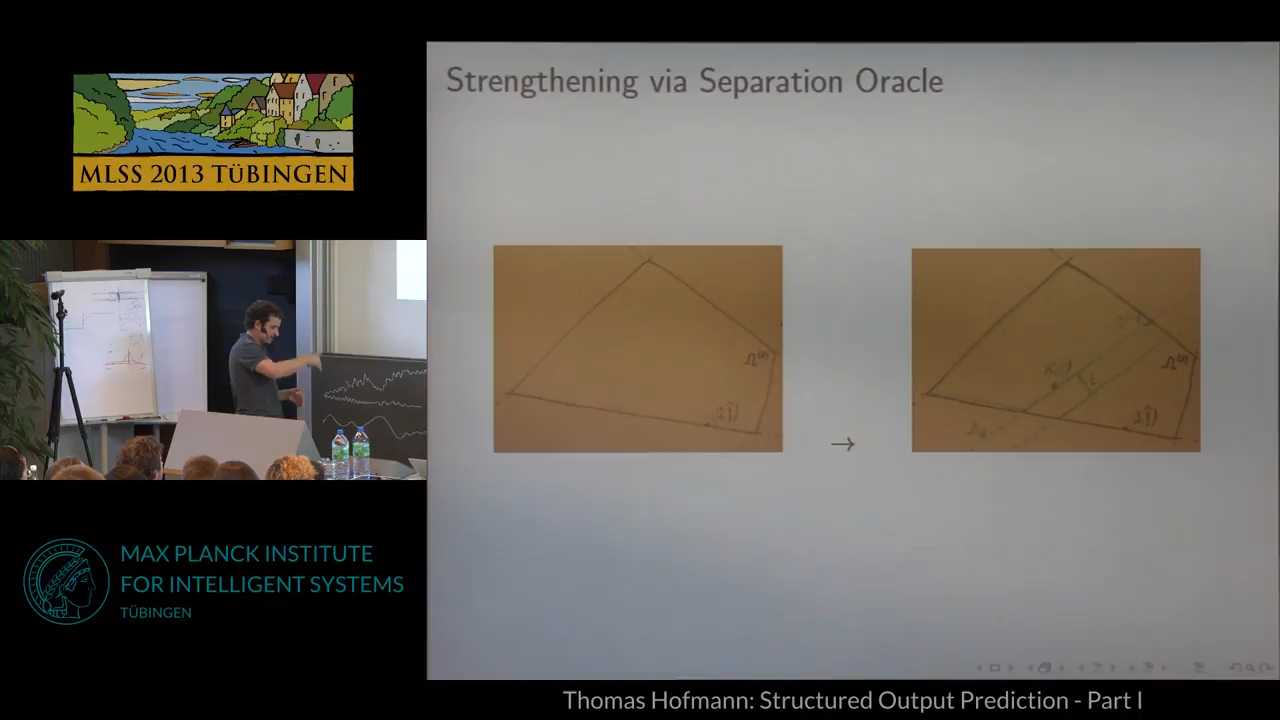 MLSS 2013 TÜBINGEN
MAX PLANCK INSTITUTE
FOR INTELLIGENT SYSTEMS
TÜBINGEN
Strengthening via Separation Oracle
→
Thomas Hofmann: Structured Output Prediction - Part I